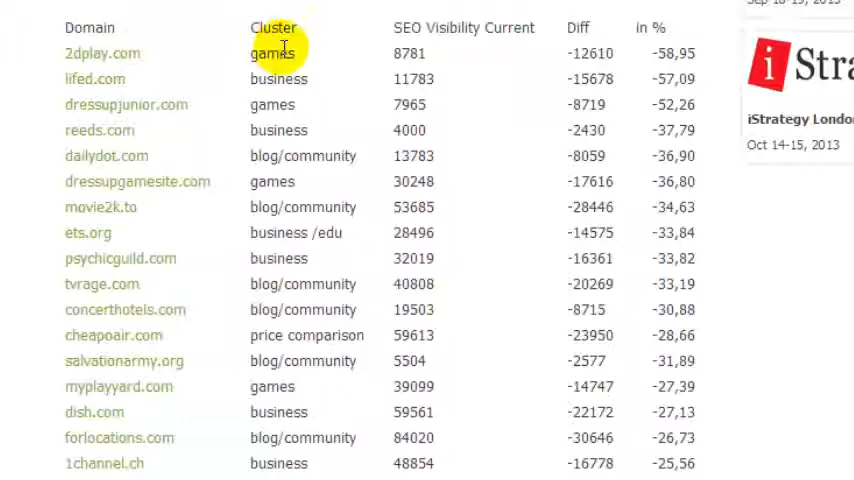 Sep 18-19, 2013
Domain Cluster SEO Visibility Current Diff in %
2dplay.com games 8781 -12610 -58,95
lifed.com business 11783 -15678 -57,09
dressupjunior.com games 7965 -8719 -52,26
reeds.com business 4000 -2430 -37,79
dailydot.com blog/community 13783 -8059 -36,90
dressupgamesite.com games 30248 -17616 -36,80
movie2k.to blog/community 53685 -28446 -34,63
ets.org business /edu 28496 -14575 -33,84
psychicguild.com business 32019 -16361 -33,82
tvrage.com blog/community 40808 -20269 -33,19
concerthotels.com blog/community 19503 -8715 -30,88
cheapoair.com price comparison 59613 -23950 -28,66
salvationarmy.org blog/community 5504 -2577 -31,89
myplayyard.com games 39099 -14747 -27,39
dish.com business 59561 -22172 -27,13
forlocations.com blog/community 84020 -30646 -26,73
1channel.ch business 48854 -16778 -25,56
i iStra
iStrategy London
Oct 14-15, 2013